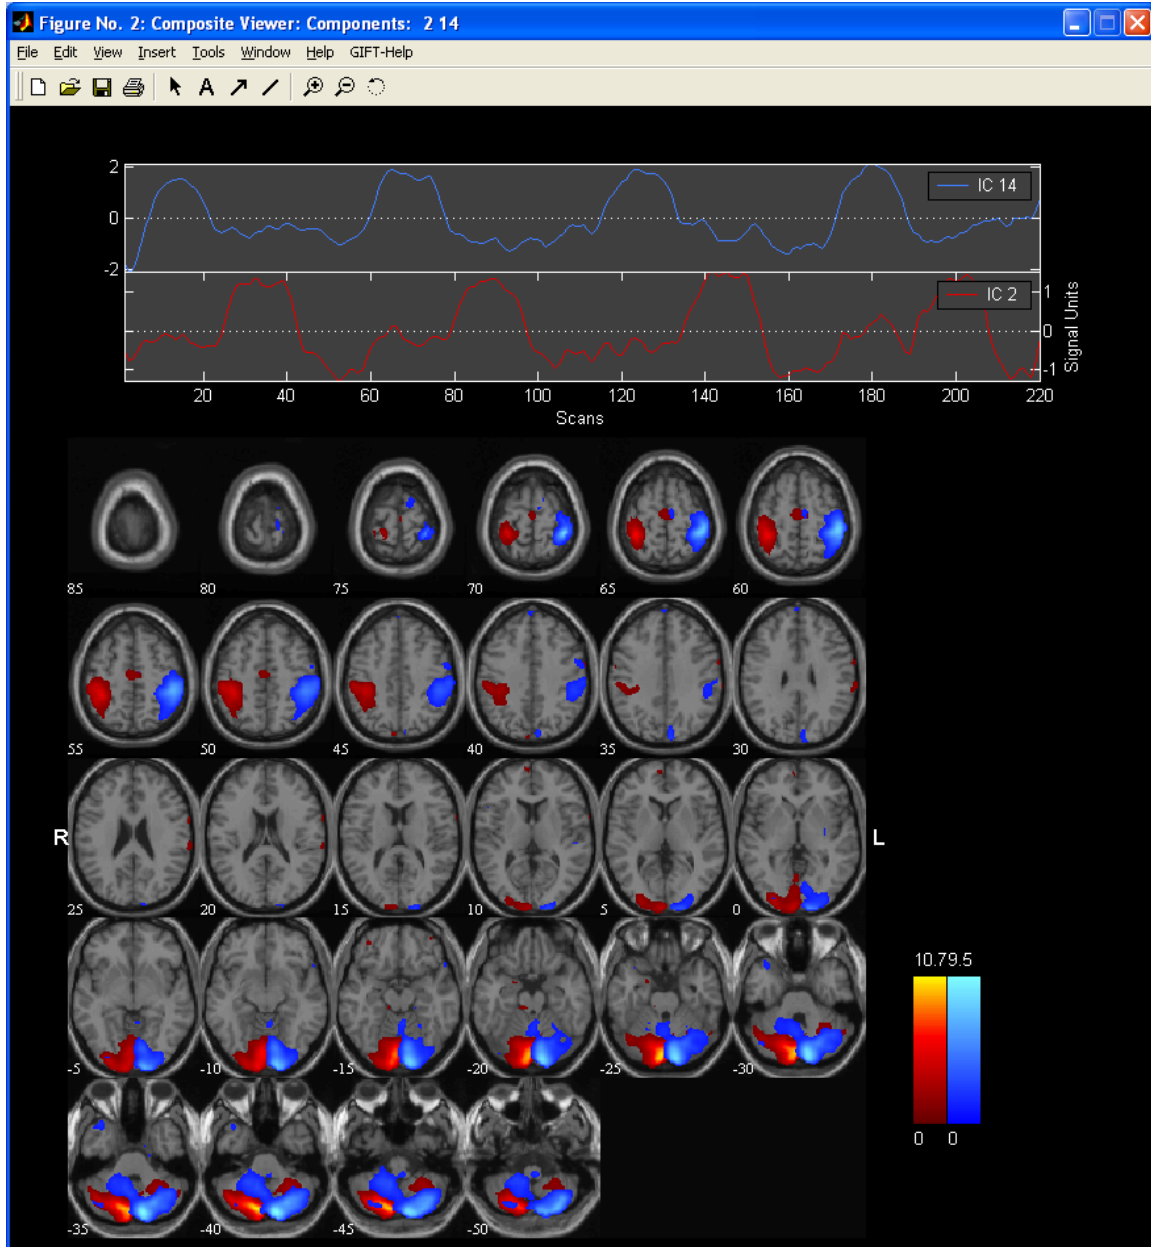 Figure No. 2: Composite Viewer: Components: 2 14
File Edit View Insert Tools Window Help GIFT-Help
A
2
0
-2
IC 14
IC 2
1
0
-1
Signal Units
20 40 60 80 100 120 140 160 180 200 220
Scans
85 80 75 70 65 60
55 50 45 40 35 30
R L
25 20 15 10 5 0
-5 -10 -15 -20 -25 -30
10.79.5
0 0
-35 -40 -45 -50